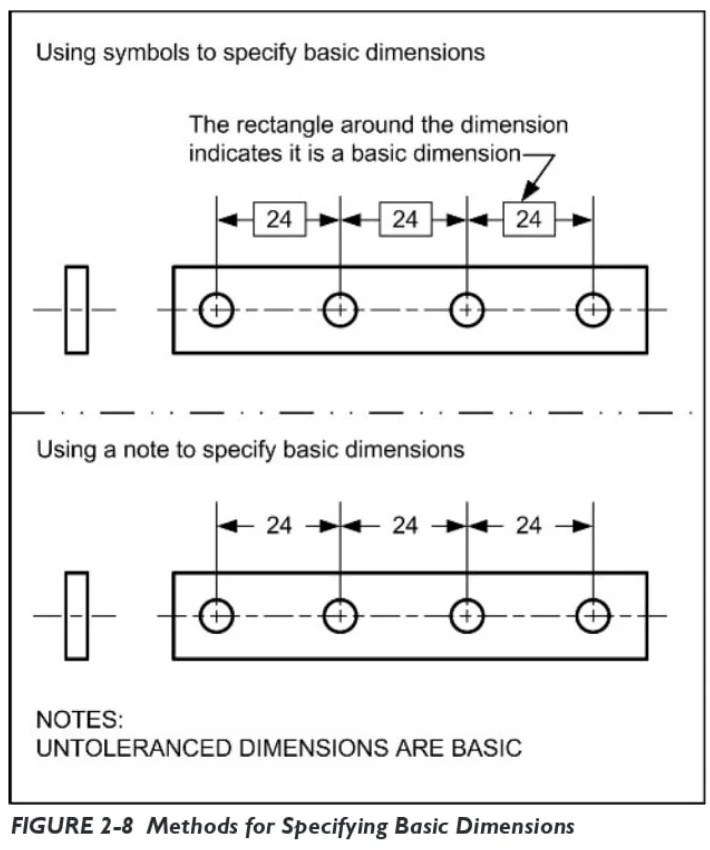 Using symbols to specify basic dimensions
The rectangle around the dimension
indicates it is a basic dimension
24 24 24
Using a note to specify basic dimensions
24 24 24
NOTES:
UNTOLERANCED DIMENSIONS ARE BASIC
FIGURE 2-8 Methods for Specifying Basic Dimensions